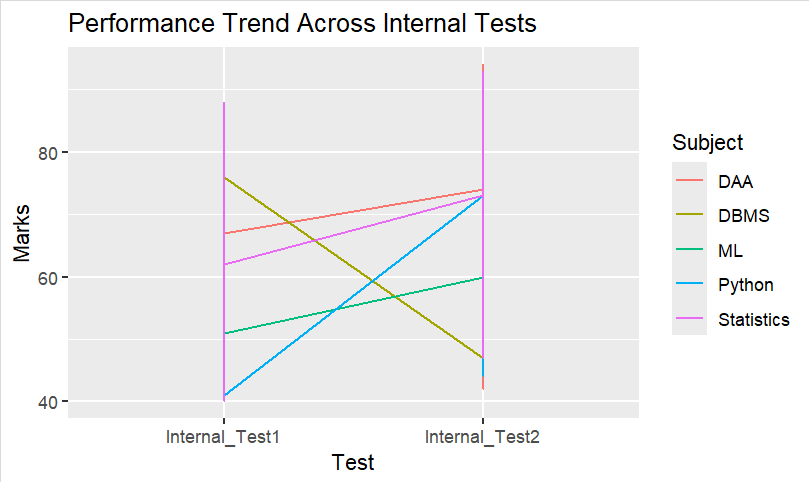 Performance Trend Across Internal Tests
Marks
80
60
40
Internal_Test1
Internal_Test2
Test
Subject
DAA
DBMS
ML
Python
Statistics